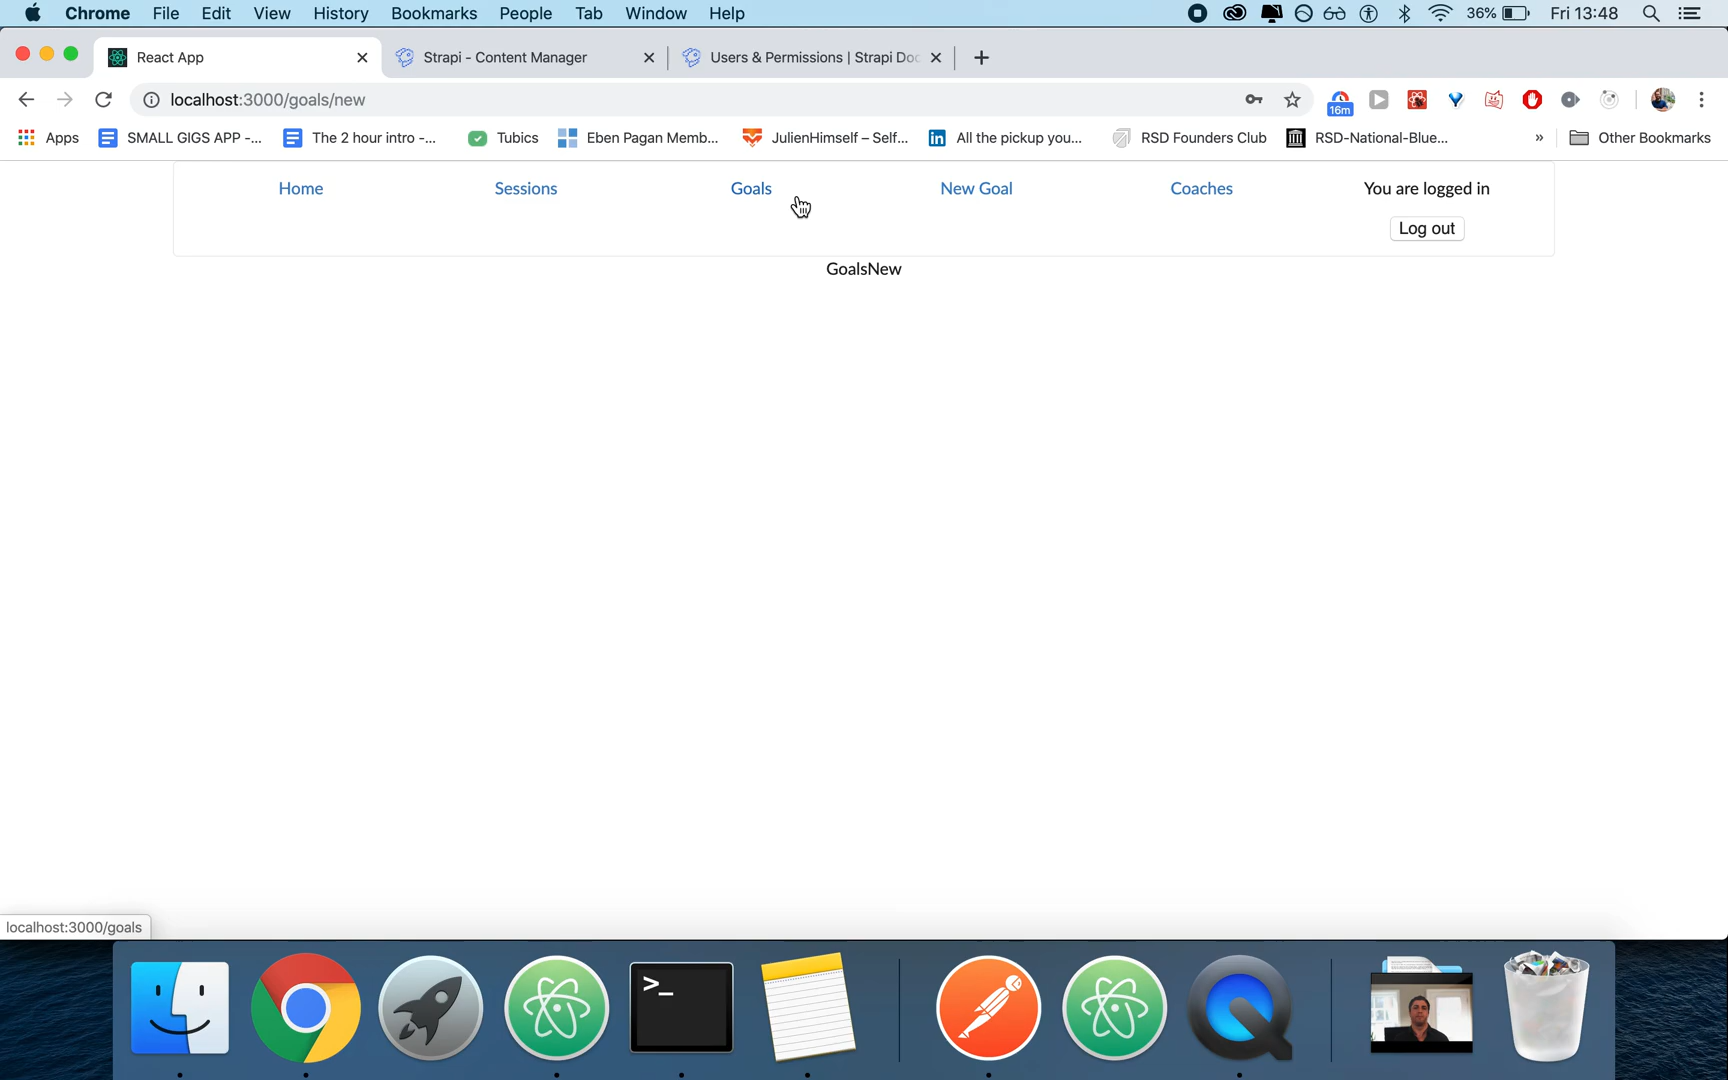 Chrome File Edit View History Bookmarks People Tab Window Help 36% Fri 13:48
React App Strapi - Content Manager Users & Permissions | Strapi Doc
localhost:3000/goals/new 16m
Apps SMALL GIGS APP -... The 2 hour intro -... Tubics Eben Pagan Memb... JulienHimself – Self... All the pickup you... RSD Founders Club RSD-National-Blue... » Other Bookmarks
Home Sessions Goals New Goal Coaches You are logged in
Log out
GoalsNew
localhost:3000/goals
>_